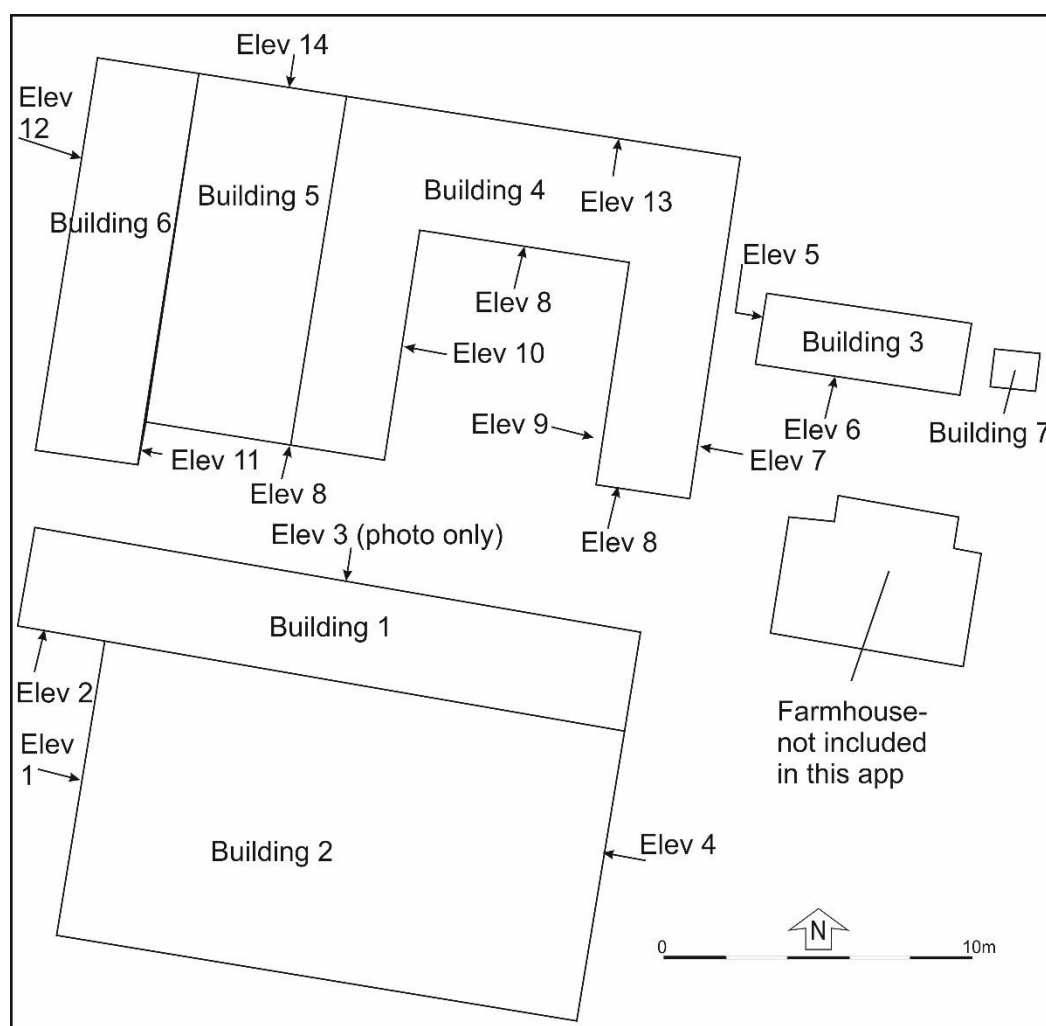 Elev 14
Elev
12
Building 5
Building 4
Elev 13
Building 6
Elev 5
Elev 8
Building 3
Elev 10
Elev 9
Elev 6
Building 7
Elev 11
Elev 7
Elev 8
Elev 3 (photo only)
Elev 8
Building 1
Elev 2
Elev
1
Farmhouse-
not included
in this app
Building 2
Elev 4
N
0
10m